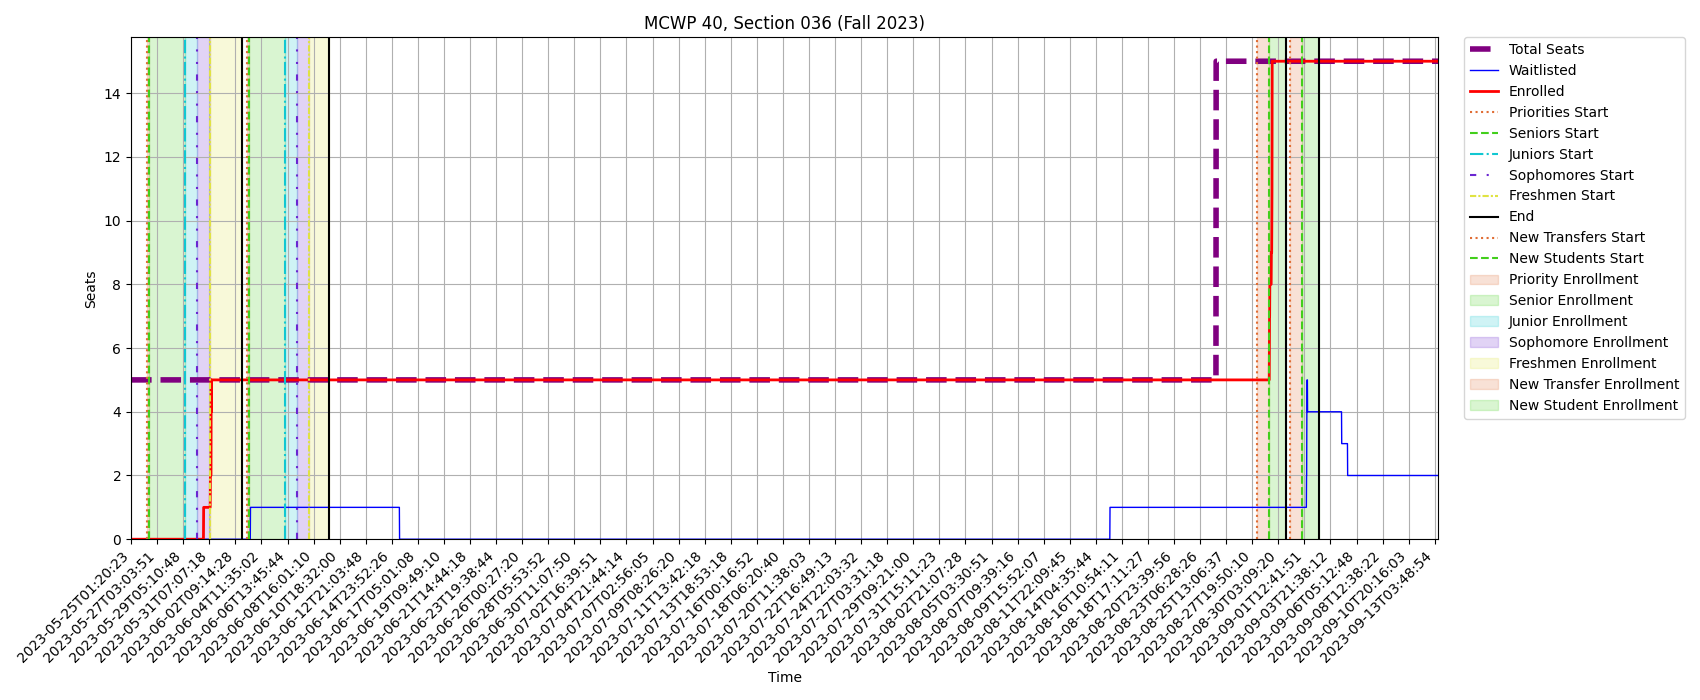 MCWP 40, Section 036 (Fall 2023)
Seats
14
12
10
8
6
4
2
0
2023-05-25T01:20:23
2023-05-27T03:03:51
2023-05-29T05:10:48
2023-05-31T07:07:18
2023-06-02T09:14:28
2023-06-04T11:35:02
2023-06-06T13:45:44
2023-06-08T16:01:10
2023-06-10T18:32:00
2023-06-12T21:03:48
2023-06-14T23:52:26
2023-06-17T05:01:08
2023-06-19T09:49:10
2023-06-21T14:44:18
2023-06-23T19:38:44
2023-06-26T00:27:20
2023-06-28T05:53:52
2023-06-30T11:07:50
2023-07-02T16:39:51
2023-07-04T21:44:14
2023-07-07T02:56:05
2023-07-09T08:26:20
2023-07-11T13:42:18
2023-07-13T18:53:18
2023-07-16T00:16:52
2023-07-18T06:20:40
2023-07-20T11:38:03
2023-07-22T16:49:13
2023-07-24T22:03:32
2023-07-27T03:31:18
2023-07-29T09:21:00
2023-07-31T15:11:23
2023-08-02T21:07:28
2023-08-05T03:30:51
2023-08-07T09:39:16
2023-08-09T15:52:07
2023-08-11T22:09:45
2023-08-14T04:35:44
2023-08-16T10:54:11
2023-08-18T17:11:27
2023-08-20T23:39:56
2023-08-23T06:28:26
2023-08-25T13:06:37
2023-08-27T19:50:10
2023-08-30T03:09:20
2023-09-01T12:41:51
2023-09-03T21:38:12
2023-09-06T05:12:48
2023-09-08T12:38:22
2023-09-10T20:16:03
2023-09-13T03:48:54
Time
Total Seats
Waitlisted
Enrolled
Priorities Start
Seniors Start
Juniors Start
Sophomores Start
Freshmen Start
End
New Transfers Start
New Students Start
Priority Enrollment
Senior Enrollment
Junior Enrollment
Sophomore Enrollment
Freshmen Enrollment
New Transfer Enrollment
New Student Enrollment